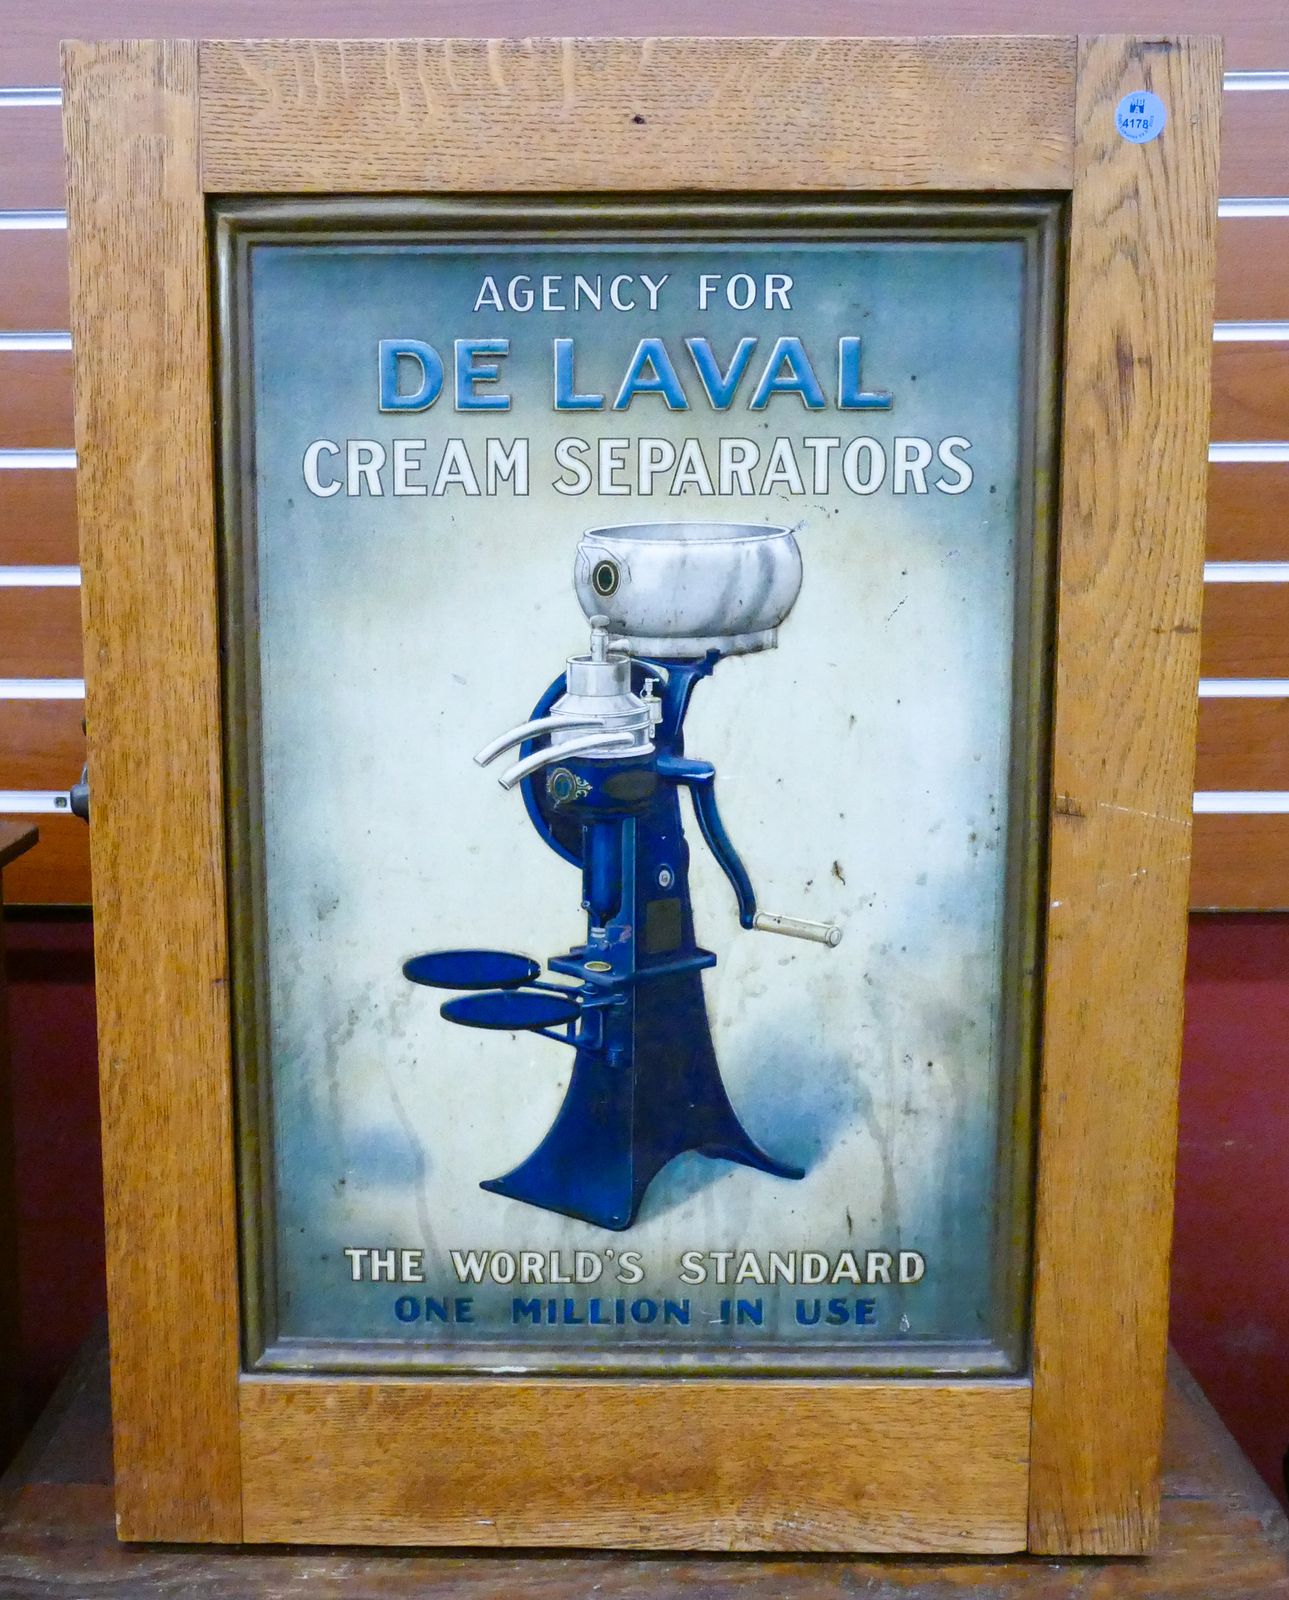 AGENCY FOR
DE LAVAL
CREAM SEPARATORS
THE WORLD'S STANDARD
ONE MILLION IN USE
4178